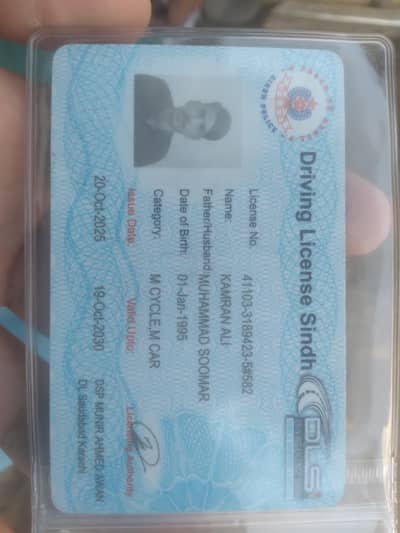 Driving License Sindh
DLS
License No. 41103-3189423-5#582
Name: KAMRAN ALI
Father/Husband: MUHAMMAD SOOMAR
Date of Birth: 01-Jan-1995
Category: M CYCLE,M CAR
Issue Date: Valid Upto: Licensing Authority
20-Oct-2025 19-Oct-2030 DSP MUNIR AHMED AWAN
DL Karachi